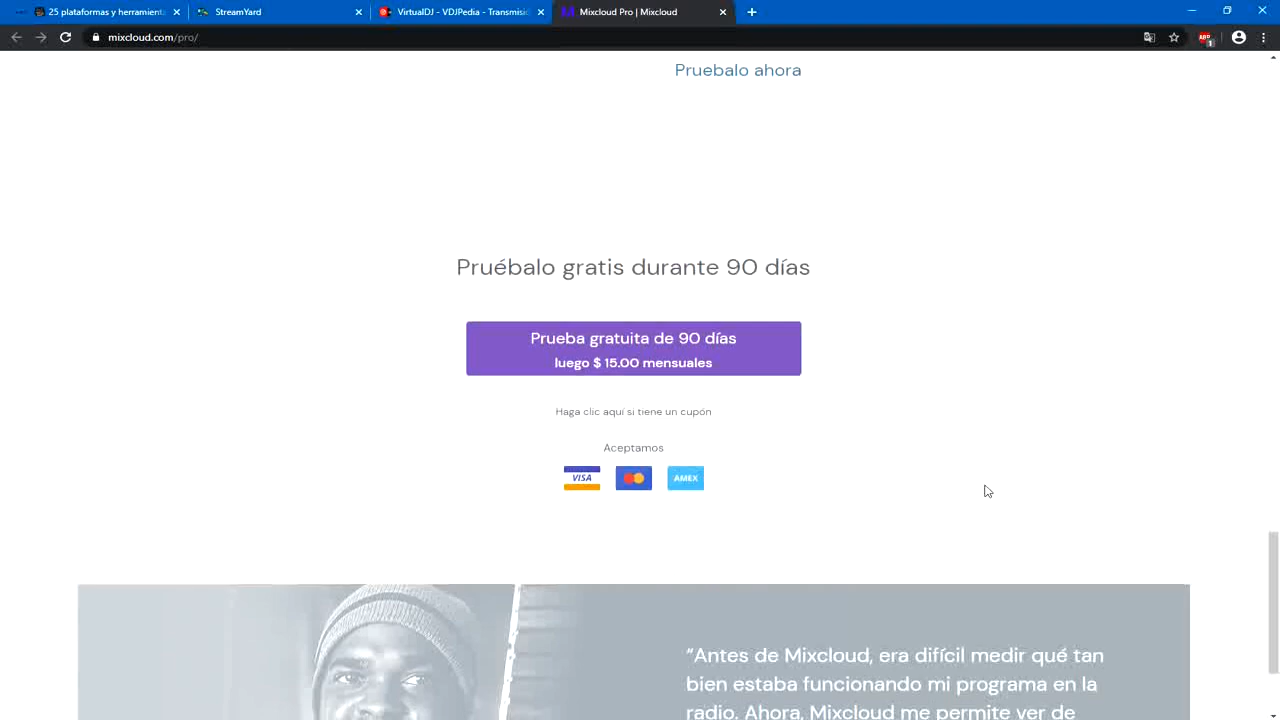 25 plataformas y herramienta
StreamYard
VirtualDJ - VDJPedia - Transmisió
Mixcloud Pro | Mixcloud
mixcloud.com/pro/
ABP
1
Pruebalo ahora
Pruébalo gratis durante 90 días
Prueba gratuita de 90 días
luego $ 15.00 mensuales
Haga clic aquí si tiene un cupón
Aceptamos
VISA
AMEX
“Antes de Mixcloud, era difícil medir qué tan
bien estaba funcionando mi programa en la
radio. Ahora, Mixcloud me permite ver de